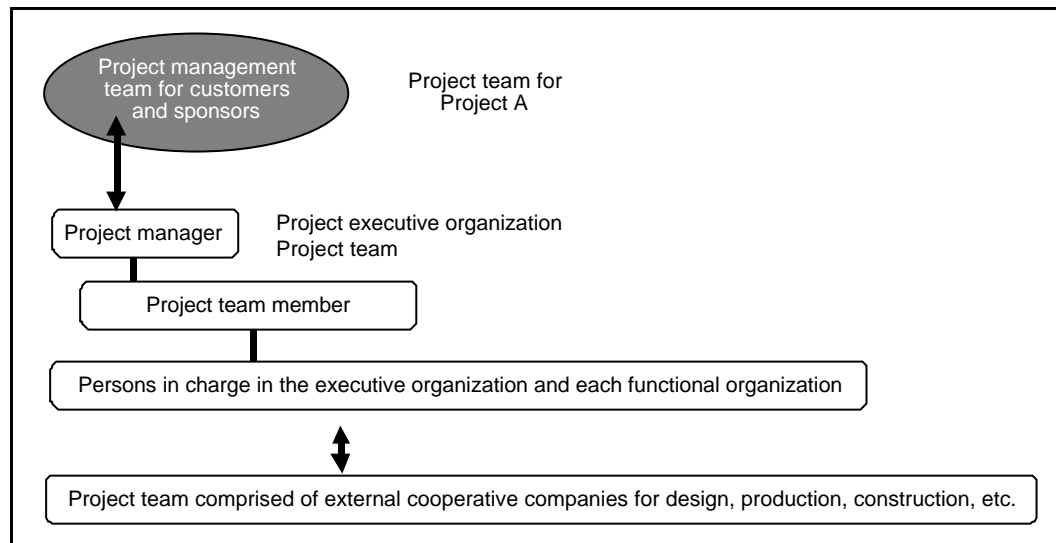 Project management
team for customers
and sponsors
Project team for
Project A
Project manager
Project executive organization
Project team
Project team member
Persons in charge in the executive organization and each functional organization
Project team comprised of external cooperative companies for design, production, construction, etc.